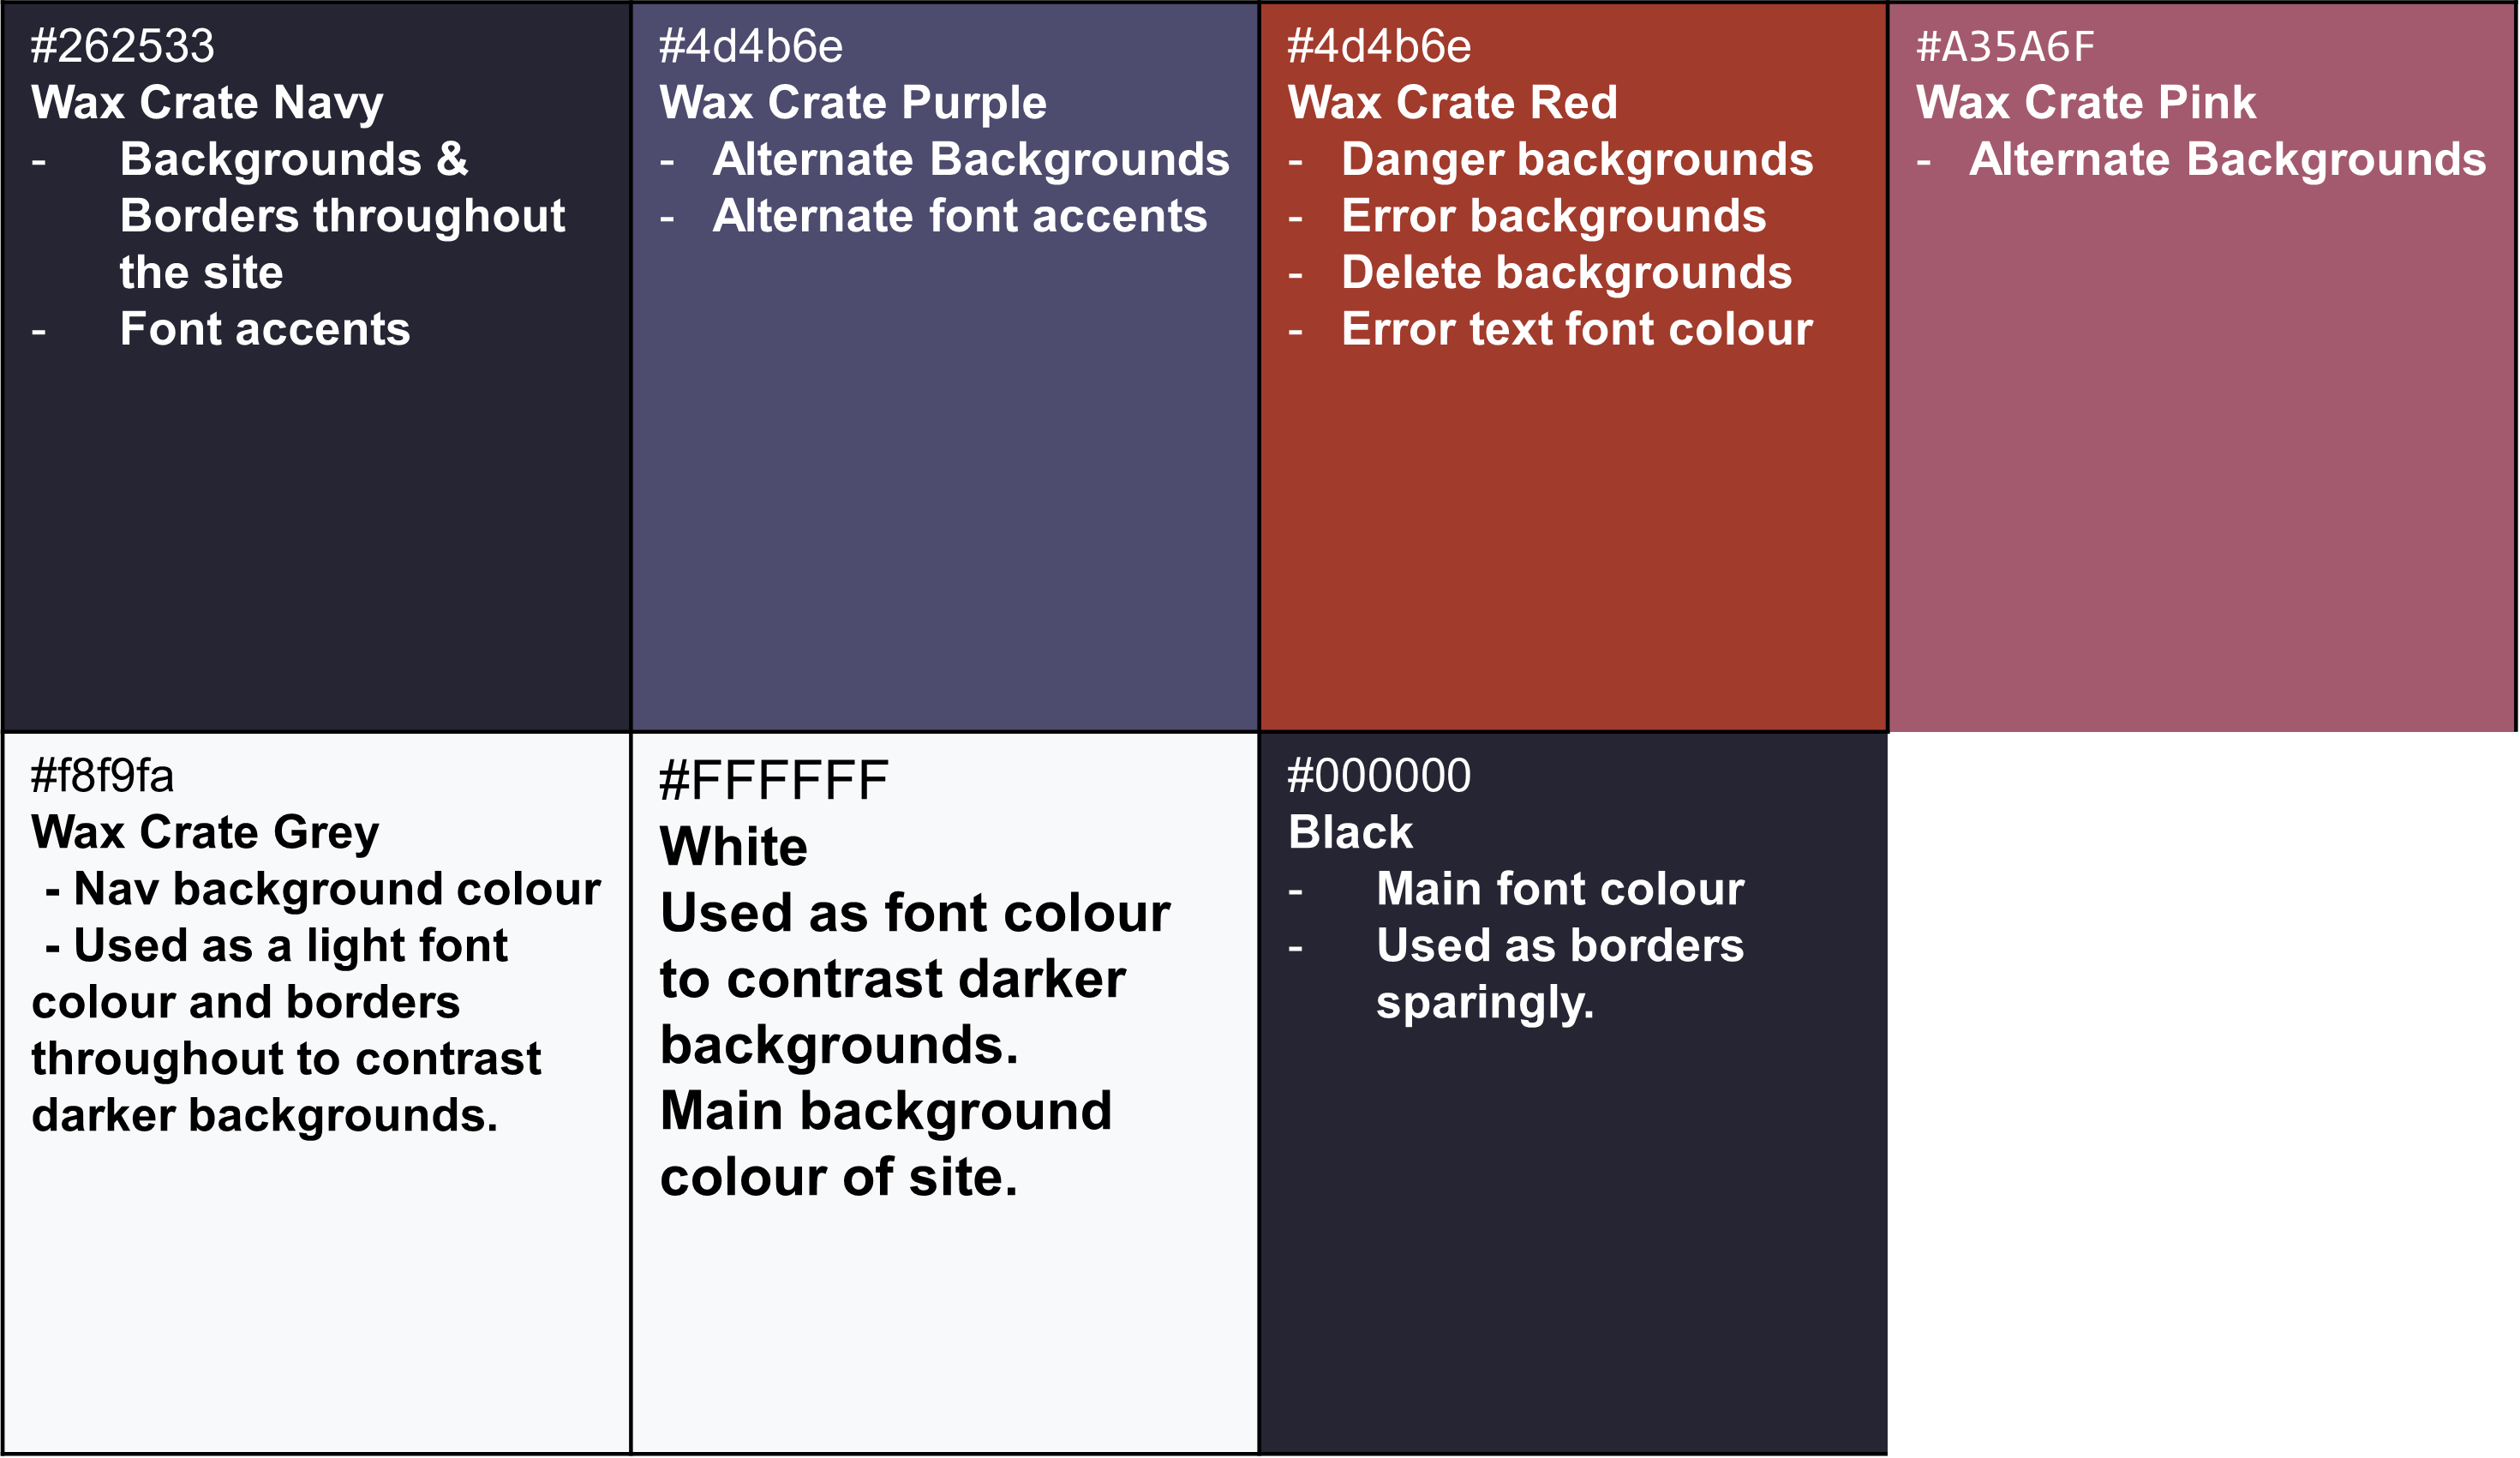 #262533
Wax Crate Navy
- Backgrounds &
Borders throughout
the site
- Font accents
#4d4b6e
Wax Crate Purple
- Alternate Backgrounds
- Alternate font accents
#4d4b6e
Wax Crate Red
- Danger backgrounds
- Error backgrounds
- Delete backgrounds
- Error text font colour
#A35A6F
Wax Crate Pink
- Alternate Backgrounds
#f8f9fa
Wax Crate Grey
- Nav background colour
- Used as a light font
colour and borders
throughout to contrast
darker backgrounds.
#FFFFFF
White
Used as font colour
to contrast darker
backgrounds.
Main background
colour of site.
#000000
Black
- Main font colour
- Used as borders
sparingly.